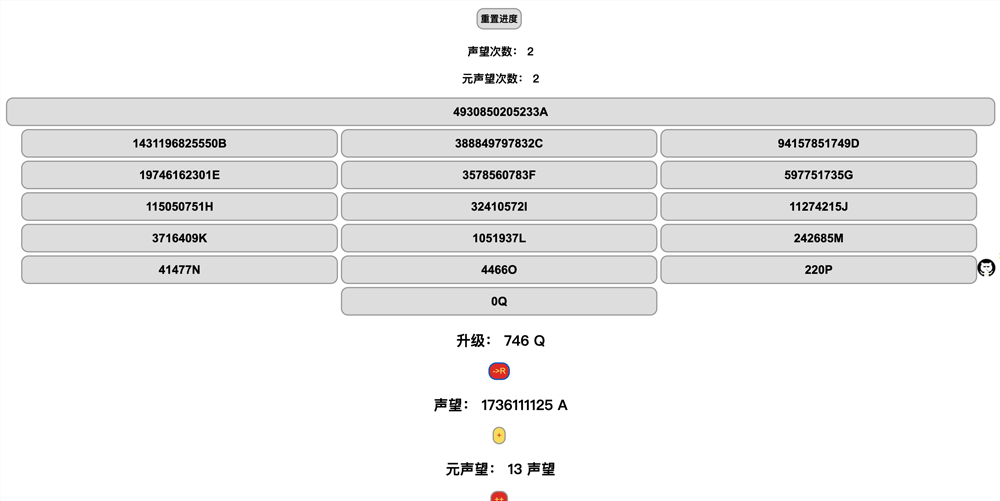 重置进度
声望次数： 2
元声望次数： 2
4930850205233A
1431196825550B 388849797832C 94157851749D
19746162301E 3578560783F 597751735G
115050751H 32410572I 11274215J
3716409K 1051937L 242685M
41477N 4466O 220P
0Q
升级： 746 Q
->R
声望： 1736111125 A
+
元声望： 13 声望
++